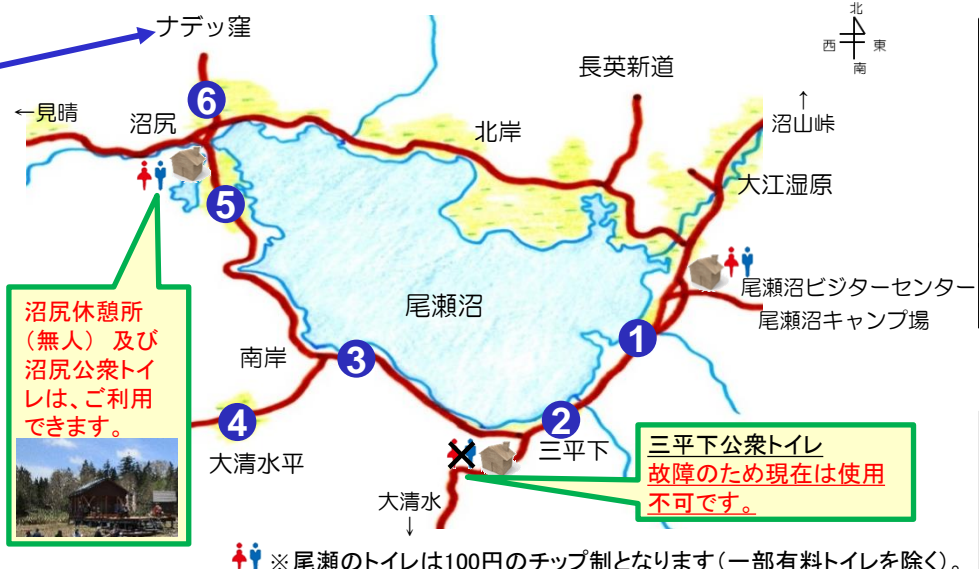 ナデッ窪
北
西 東
南
長英新道
↑
沼山峠
←見晴
6
沼尻
北岸
大江湿原
5
尾瀬沼ビジターセンター
尾瀬沼キャンプ場
尾瀬沼
沼尻休憩所
(無人) 及び
沼尻公衆トイ
レは、ご利用
できます。
1
南岸
3
4
2
大清水平
三平下
三平下公衆トイレ
故障のため現在は使用
不可です。
大清水
↓
※尾瀬のトイレは100円のチップ制となります(一部有料トイレを除く)。